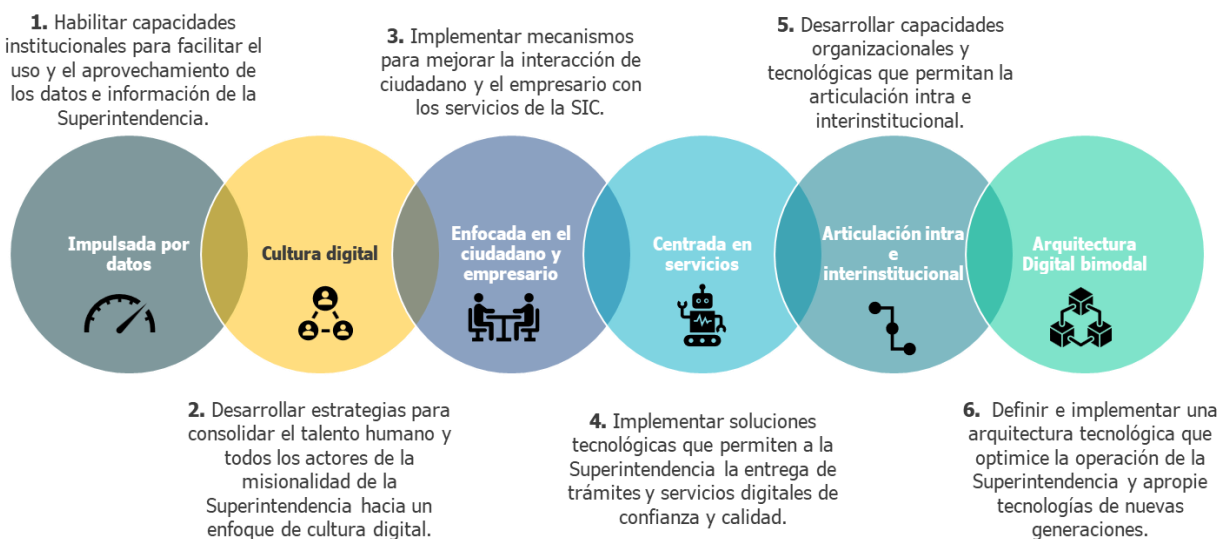 1. Habilitar capacidades
institucionales para facilitar el
uso y el aprovechamiento de
los datos e información de la
Superintendencia.
3. Implementar mecanismos
para mejorar la interacción de
ciudadano y el empresario con
los servicios de la SIC.
5. Desarrollar capacidades
organizacionales y
tecnológicas que permitan la
articulación intra e
interinstitucional.
Impulsada por
datos
Cultura digital
Enfocada en el
ciudadano y
empresario
Centrada en
servicios
Articulación intra
e
interinstitucional
Arquitectura
Digital bimodal
2. Desarrollar estrategias para
consolidar el talento humano y
todos los actores de la
misionalidad de la
Superintendencia hacia un
enfoque de cultura digital.
4. Implementar soluciones
tecnológicas que permiten a la
Superintendencia la entrega de
trámites y servicios digitales de
confianza y calidad.
6. Definir e implementar una
arquitectura tecnológica que
optimice la operación de la
Superintendencia y apropie
tecnologías de nuevas
generaciones.